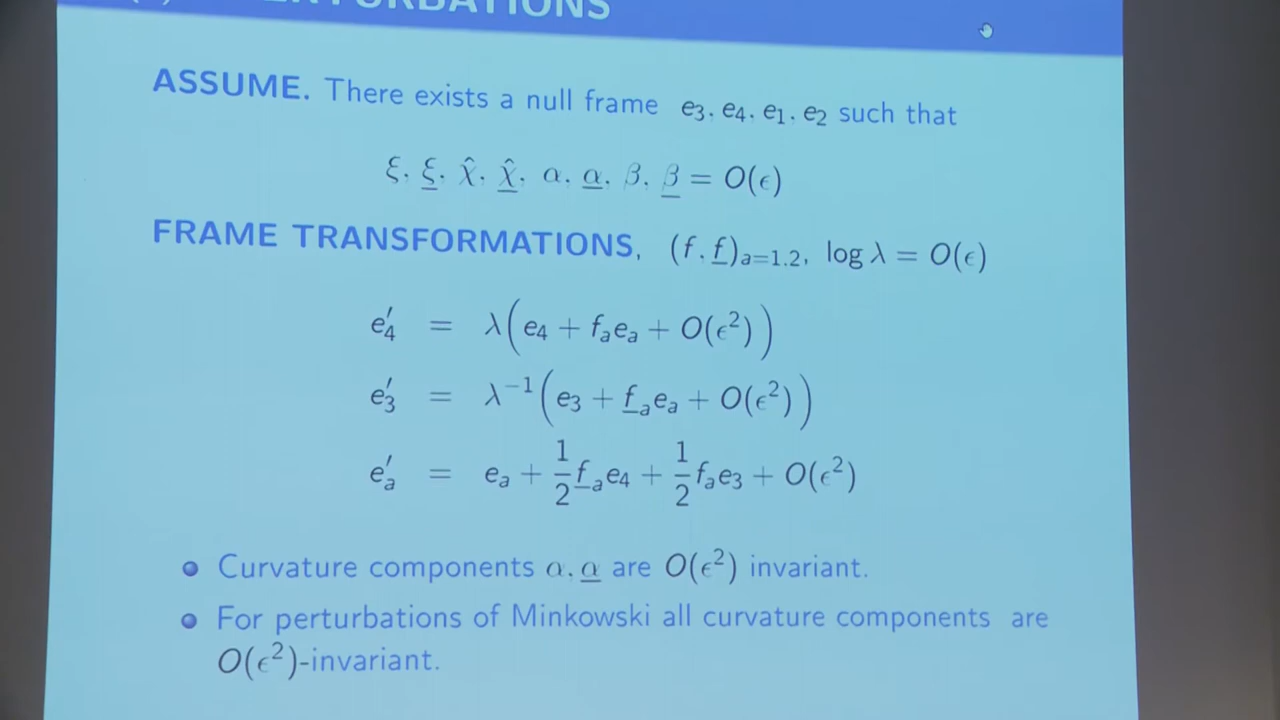 ASSUME. There exists a null frame e₃, e₄, e₁, e₂ such that
ξ, ξ̲, χ̂, χ̲̂, α, α̲, β, β̲ = O(ϵ)
FRAME TRANSFORMATIONS, (f, f̲)ₐ₌₁,₂, log λ = O(ϵ)
e′₄ = λ(e₄ + fₐeₐ + O(ϵ²))
e′₃ = λ⁻¹(e₃ + f̲ₐeₐ + O(ϵ²))
e′ₐ = eₐ + 1/2 f̲ₐe₄ + 1/2 fₐe₃ + O(ϵ²)
Curvature components α, α̲ are O(ϵ²) invariant.
For perturbations of Minkowski all curvature components are
O(ϵ²)-invariant.